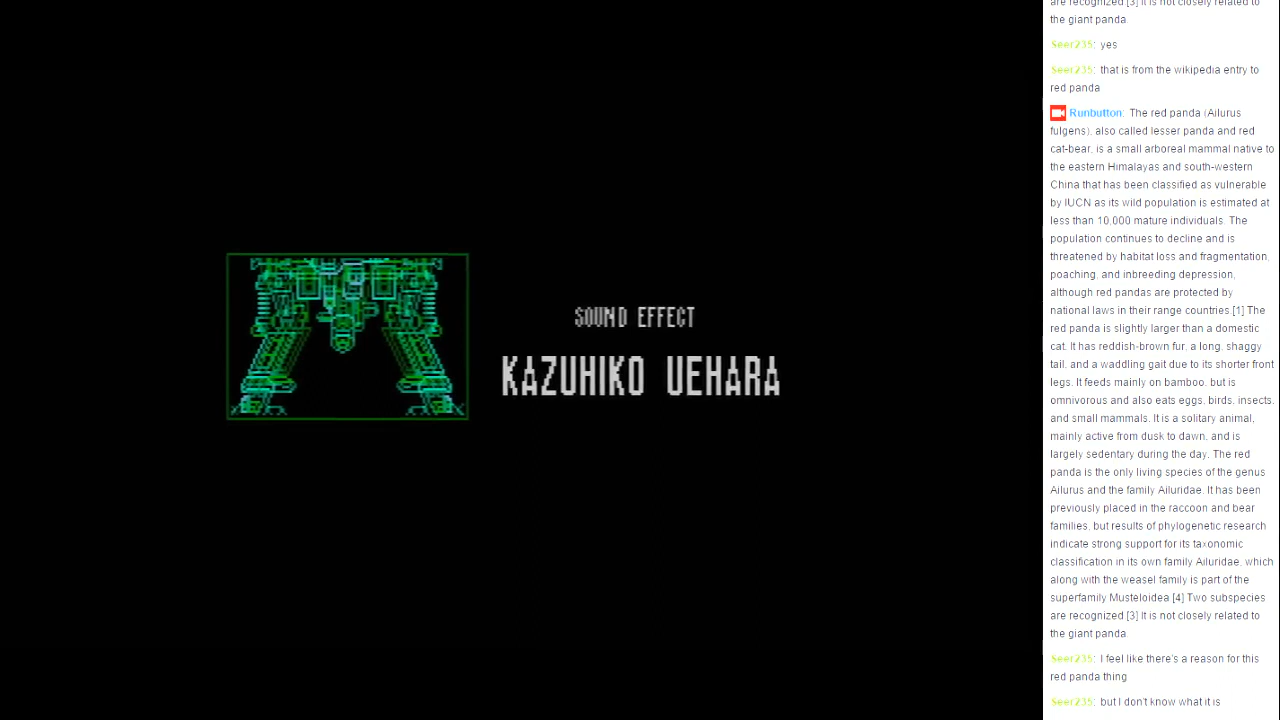 SOUND EFFECT
KAZUHIKO UEHARA
are recognized [3] It is not closely related to
the giant panda.
Seer235: yes
Seer235: that is from the wikipedia entry to
red panda
Runbutton: The red panda (Ailurus
fulgens), also called lesser panda and red
cat-bear, is a small arboreal mammal native to
the eastern Himalayas and south-western
China that has been classified as vulnerable
by IUCN as its wild population is estimated at
less than 10,000 mature individuals. The
population continues to decline and is
threatened by habitat loss and fragmentation,
poaching, and inbreeding depression,
although red pandas are protected by
national laws in their range countries.[1] The
red panda is slightly larger than a domestic
cat. It has reddish-brown fur, a long, shaggy
tail, and a waddling gait due to its shorter front
legs. It feeds mainly on bamboo, but is
omnivorous and also eats eggs, birds, insects,
and small mammals. It is a solitary animal,
mainly active from dusk to dawn, and is
largely sedentary during the day. The red
panda is the only living species of the genus
Ailurus and the family Ailuridae. It has been
previously placed in the raccoon and bear
families, but results of phylogenetic research
indicate strong support for its taxonomic
classification in its own family Ailuridae, which
along with the weasel family is part of the
superfamily Musteloidea.[4] Two subspecies
are recognized.[3] It is not closely related to
the giant panda.
Seer235: I feel like there's a reason for this
red panda thing
Seer235: but I don't know what it is